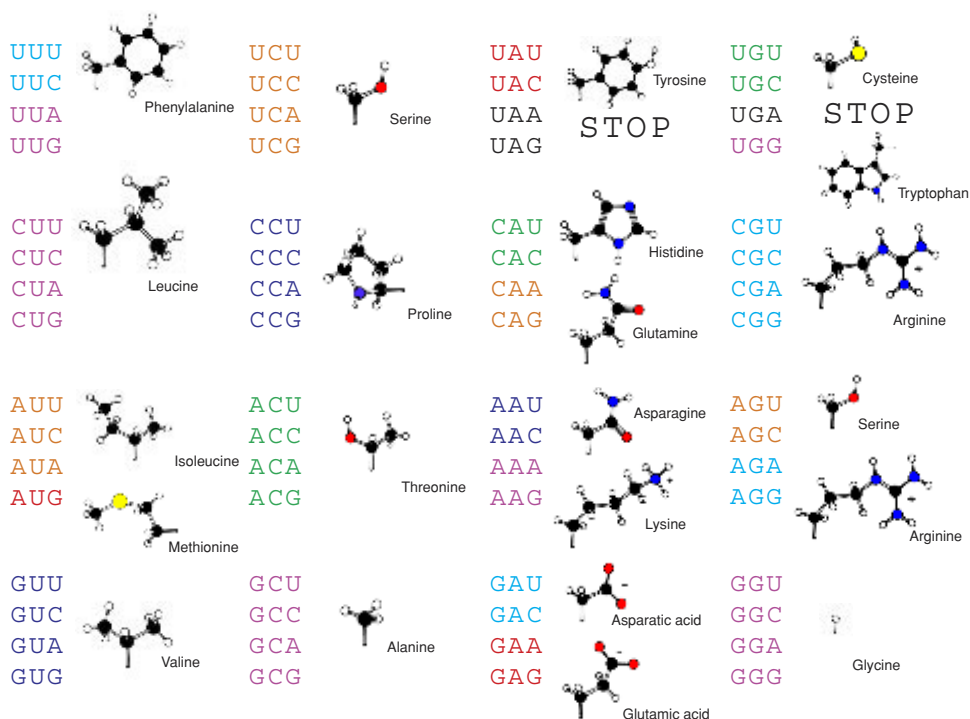 UUU
UUC
UUA
UUG
Phenylalanine
UCU
UCC
UCA
UCG
Serine
UAU
UAC
UAA
UAG
Tyrosine
STOP
UGU
UGC
UGA
UGG
Cysteine
STOP
Tryptophan
CUU
CUC
CUA
CUG
Leucine
CCU
CCC
CCA
CCG
Proline
CAU
CAC
CAA
CAG
Histidine
Glutamine
CGU
CGC
CGA
CGG
Arginine
AUU
AUC
AUA
AUG
Isoleucine
Methionine
ACU
ACC
ACA
ACG
Threonine
AAU
AAC
AAA
AAG
Asparagine
Lysine
AGU
AGC
AGA
AGG
Serine
Arginine
GUU
GUC
GUA
GUG
Valine
GCU
GCC
GCA
GCG
Alanine
GAU
GAC
GAA
GAG
Asparatic acid
Glutamic acid
GGU
GGC
GGA
GGG
Glycine